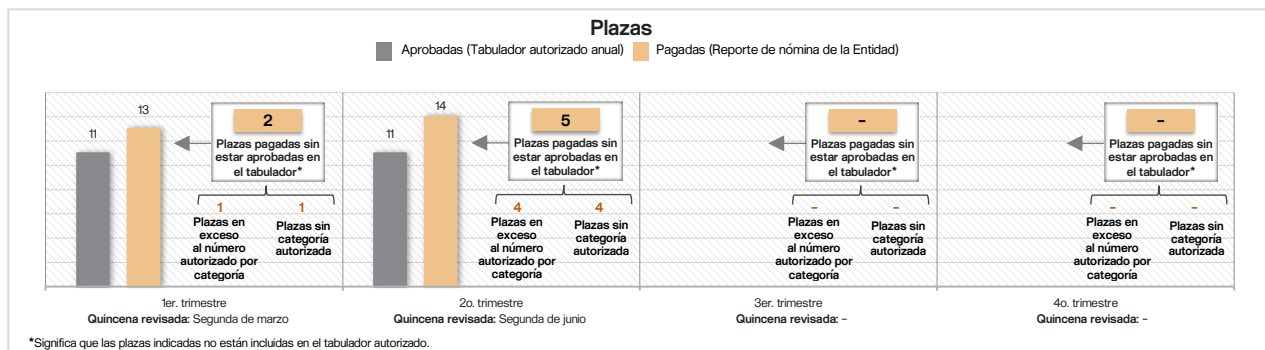 Plazas
Aprobadas (Tabulador autorizado anual) Pagadas (Reporte de nómina de la Entidad)
11
13
2
Plazas pagadas sin
estar aprobadas en
el tabulador*
1 1
Plazas en
exceso
al número
autorizado por
categoría
Plazas sin
categoría
autorizada
1er. trimestre
Quincena revisada: Segunda de marzo
11
14
5
Plazas pagadas sin
estar aprobadas en
el tabulador*
4 4
Plazas en
exceso
al número
autorizado por
categoría
Plazas sin
categoría
autorizada
2o. trimestre
Quincena revisada: Segunda de junio
–
Plazas pagadas sin
estar aprobadas en
el tabulador*
– –
Plazas en
exceso
al número
autorizado por
categoría
Plazas sin
categoría
autorizada
3er. trimestre
Quincena revisada: –
–
Plazas pagadas sin
estar aprobadas en
el tabulador*
– –
Plazas en
exceso
al número
autorizado por
categoría
Plazas sin
categoría
autorizada
4o. trimestre
Quincena revisada: –
*Significa que las plazas indicadas no están incluidas en el tabulador autorizado.